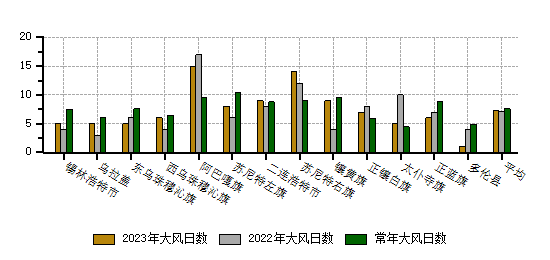 20
15
10
5
0
锡林浩特市
乌拉盖
东乌珠穆沁旗
西乌珠穆沁旗
阿巴嘎旗
苏尼特左旗
二连浩特市
苏尼特右旗
镶黄旗
正镶白旗
太仆寺旗
正蓝旗
多伦县
平均
2023年大风日数 2022年大风日数 常年大风日数